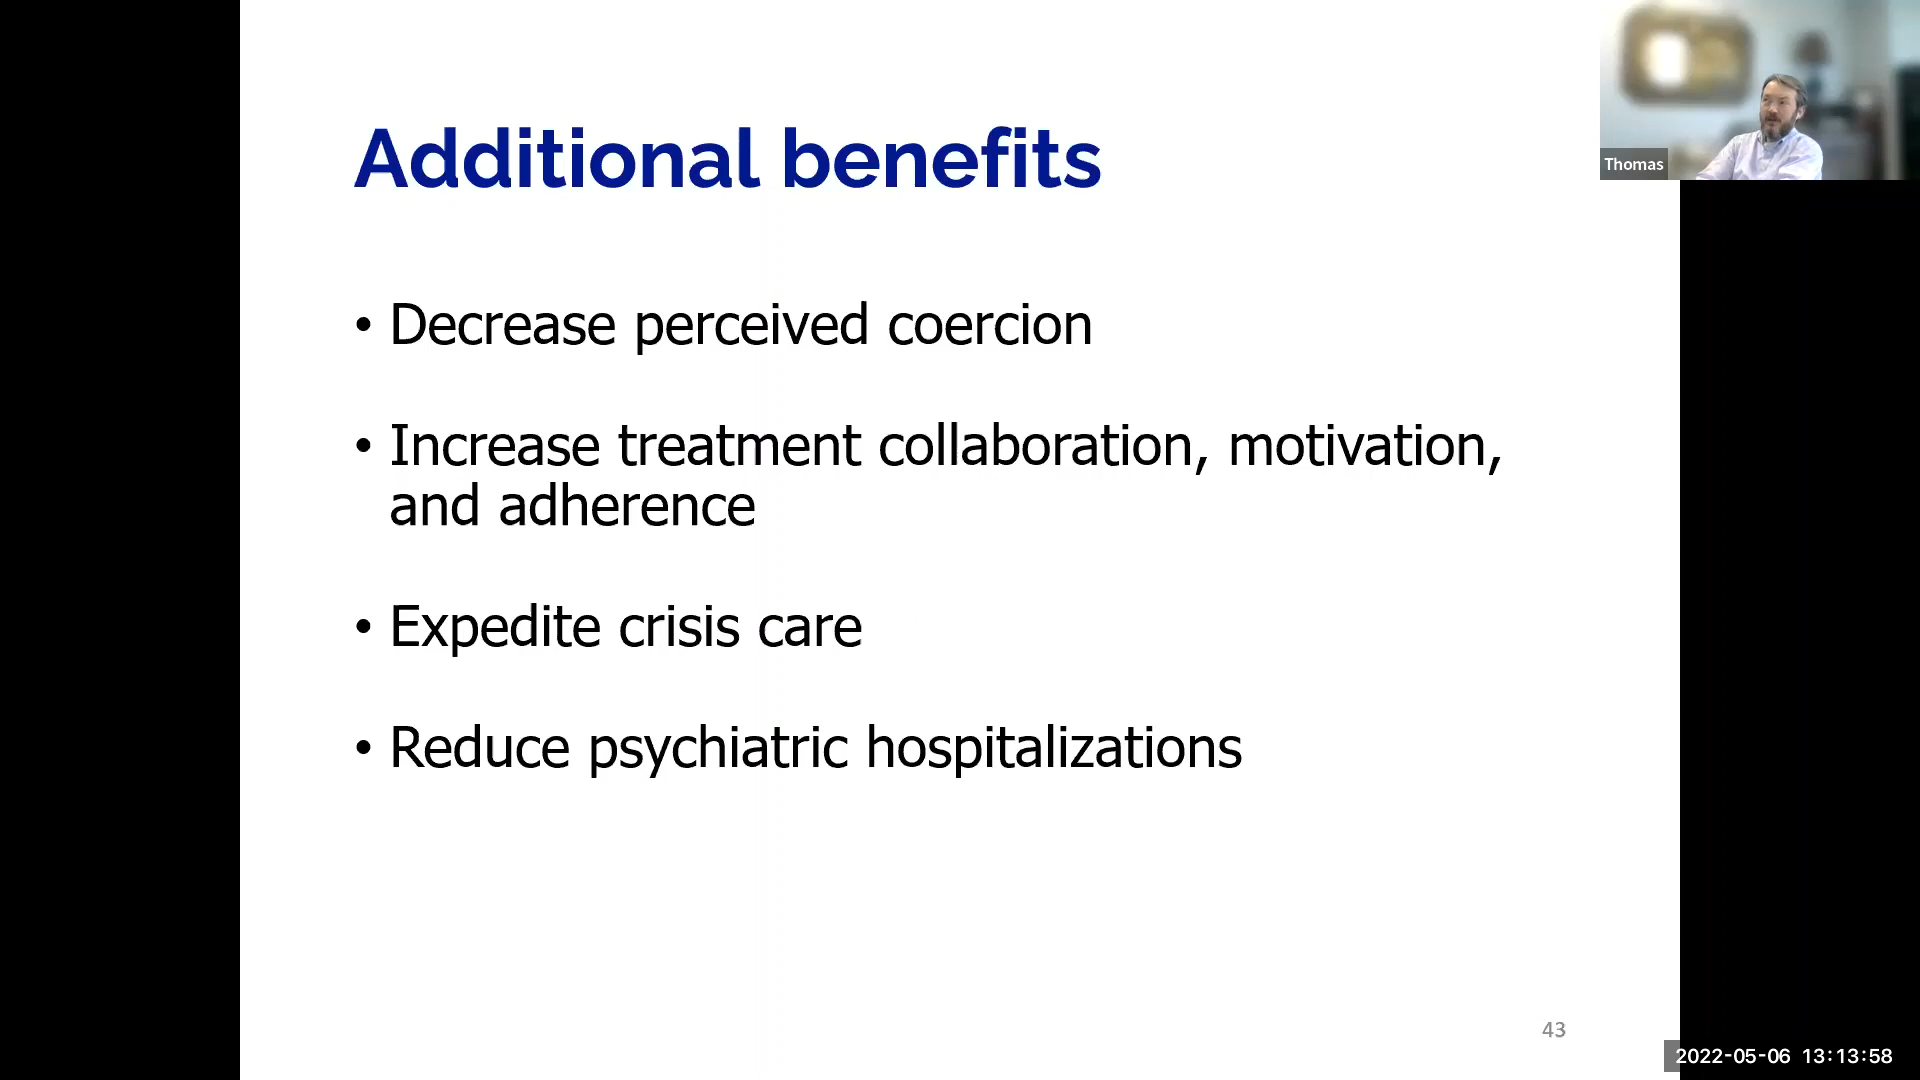 Additional benefits
Thomas
• Decrease perceived coercion
• Increase treatment collaboration, motivation,
and adherence
• Expedite crisis care
• Reduce psychiatric hospitalizations
43
2022-05-06 13:13:58